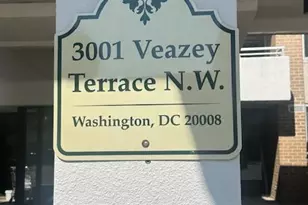 3001 Veazey
Terrace N.W.
Washington, DC 20008